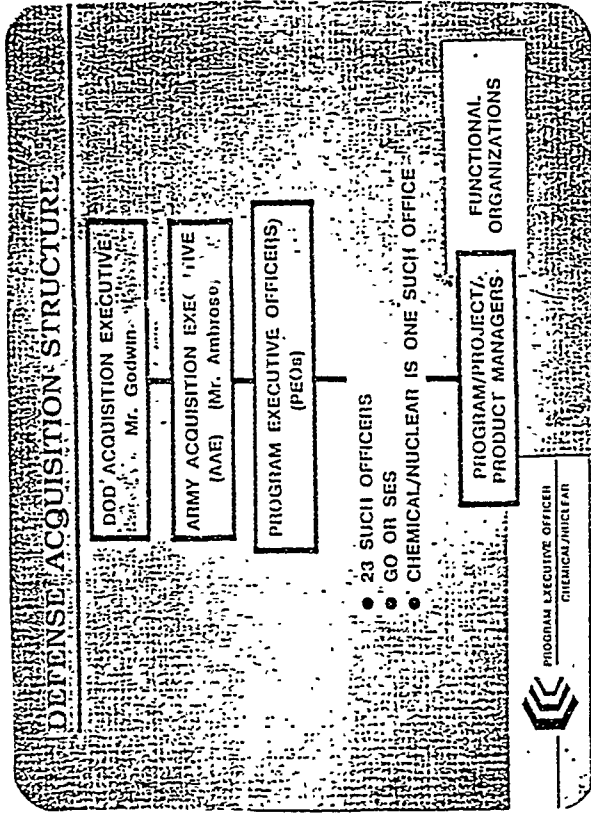 DEFENSE ACQUISITION STRUCTURE
DOD ACQUISITION EXECUTIVE
Mr. Godwin
ARMY ACQUISITION EXECUTIVE
(AAE) (Mr. Ambrose)
PROGRAM EXECUTIVE OFFICER(S)
(PEOs)
● 23 SUCH OFFICERS
● GO OR SES
● CHEMICAL/NUCLEAR IS ONE SUCH OFFICE
PROGRAM/PROJECT/
PRODUCT MANAGERS
FUNCTIONAL
ORGANIZATIONS
PROGRAM EXECUTIVE OFFICER
CHEMICAL/NUCLEAR